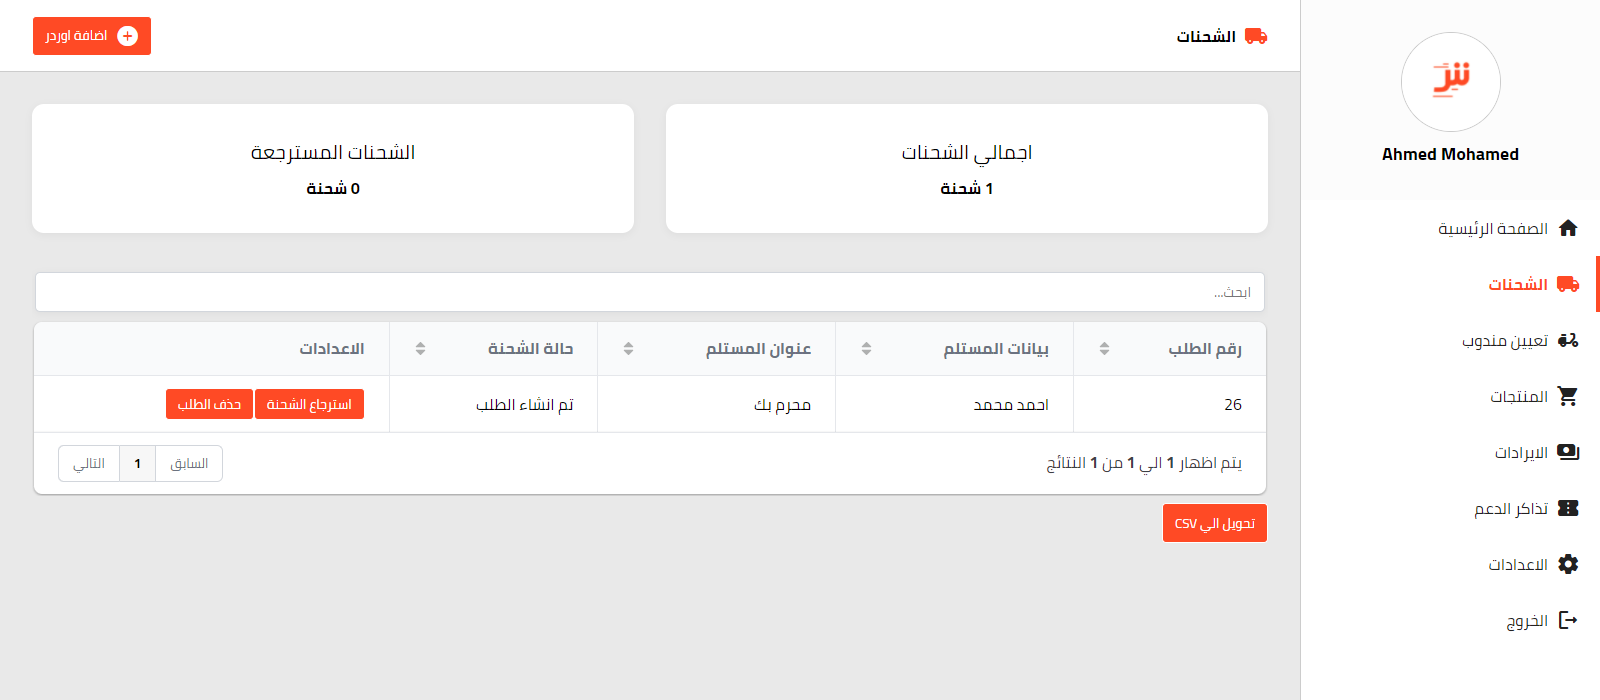 الشحنات
اضافة اوردر
Ahmed Mohamed
الصفحة الرئيسية
الشحنات
تعيين مندوب
المنتجات
الايرادات
تذاكر الدعم
الاعدادات
الخروج
اجمالي الشحنات
1 شحنة
الشحنات المسترجعة
0 شحنة
ابحث...
رقم الطلب بيانات المستلم عنوان المستلم حالة الشحنة الاعدادات
26 احمد محمد محرم بك تم انشاء الطلب استرجاع الشحنة حذف الطلب
يتم اظهار 1 الي 1 من 1 النتائج السابق 1 التالي
تحويل الي CSV